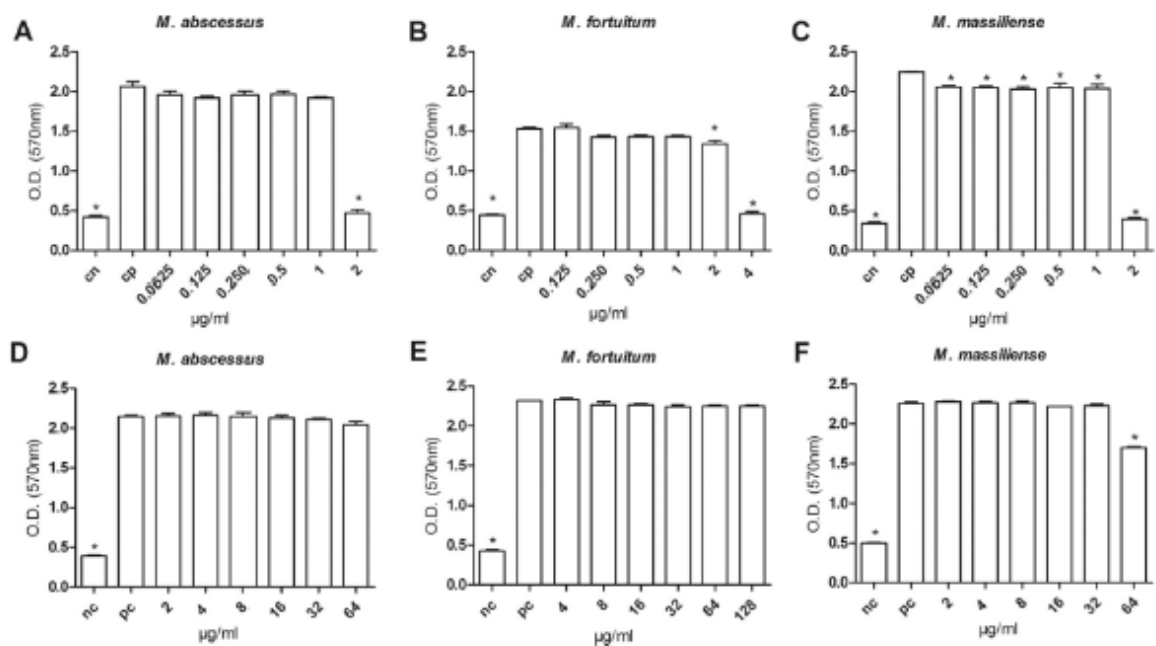 A
M. abscessus
O.D. (570nm)
2.5
2.0
1.5
1.0
0.5
0.0
*
*
cn
cp
0.0625
0.125
0.250
0.5
1
2
µg/ml
B
M. fortuitum
O.D. (570nm)
2.5
2.0
1.5
1.0
0.5
0.0
*
*
*
cn
cp
0.125
0.250
0.5
1
2
4
µg/ml
C
M. massiliense
O.D. (570nm)
2.5
2.0
1.5
1.0
0.5
0.0
*
*
*
*
*
*
*
cn
cp
0.0625
0.125
0.250
0.5
1
2
µg/ml
D
M. abscessus
O.D. (570nm)
2.5
2.0
1.5
1.0
0.5
0.0
*
nc
pc
2
4
8
16
32
64
µg/ml
E
M. fortuitum
O.D. (570nm)
2.5
2.0
1.5
1.0
0.5
0.0
*
nc
pc
4
8
16
32
64
128
µg/ml
F
M. massiliense
O.D. (570nm)
2.5
2.0
1.5
1.0
0.5
0.0
*
*
nc
pc
2
4
8
16
32
64
µg/ml